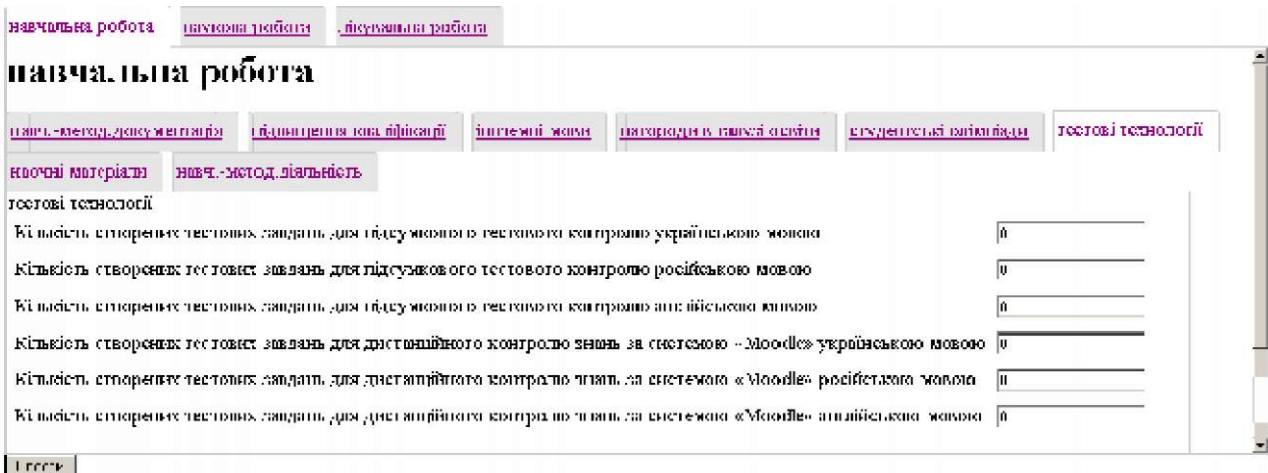 навчальна робота наукова робота лікувальна робота
навчальна робота
навч.-метод.документація підвищення кваліфікації іноземні мови нагороди в галузі освіти студентські олімпіади тестові технології
наочні матеріали навч.-метод.діяльність
тестові технології
Кількість створених тестових завдань для підсумкового тестового контролю українською мовою 0
Кількість створених тестових завдань для підсумкового тестового контролю російською мовою 0
Кількість створених тестових завдань для підсумкового тестового контролю англійською мовою 0
Кількість створених тестових завдань для дистанційного контролю знань за системою «Moodle» українською мовою 0
Кількість створених тестових завдань для дистанційного контролю знань за системою «Moodle» російською мовою 0
Кількість створених тестових завдань для дистанційного контролю знань за системою «Moodle» англійською мовою 0